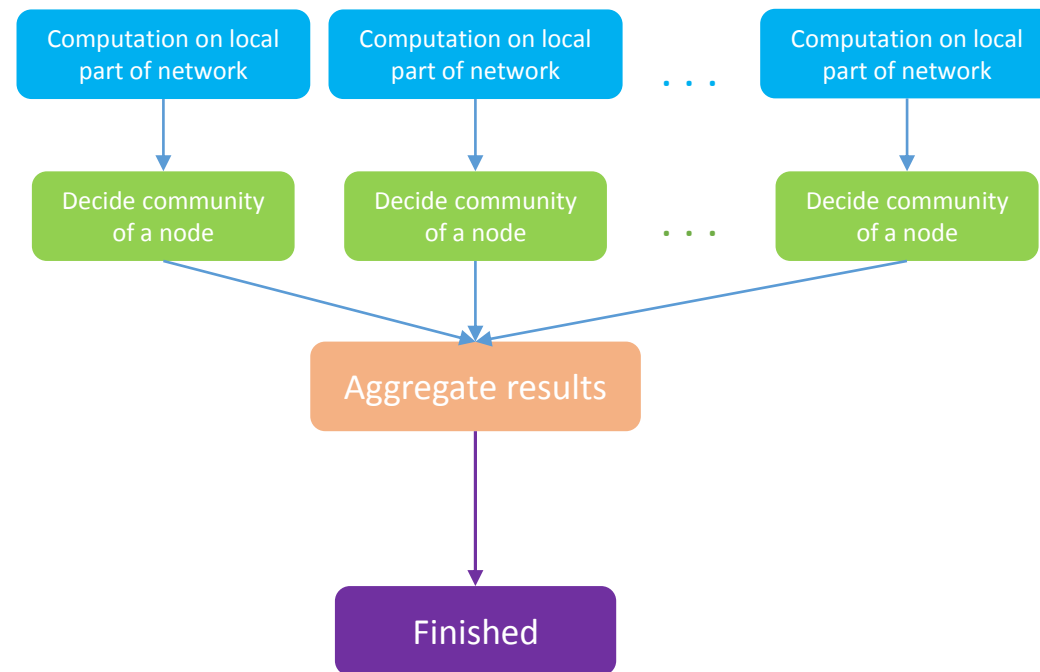 Computation on local
part of network
Computation on local
part of network
. . .
Computation on local
part of network
Decide community
of a node
Decide community
of a node
. . .
Decide community
of a node
Aggregate results
Finished